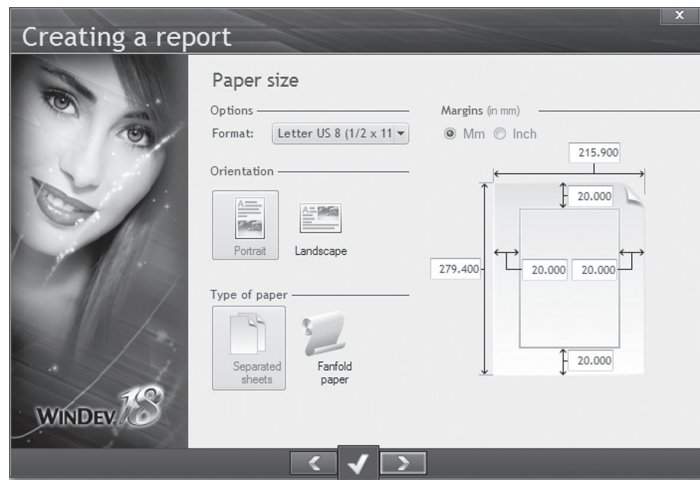 x
Creating a report
Paper size
Options
Format: Letter US 8 (1/2 x 11
Margins (in mm)
Mm Inch
215.900
20.000
279.400
20.000 20.000
20.000
Orientation
Portrait Landscape
Type of paper
Separated sheets
Fanfold paper
WINDEV. 18